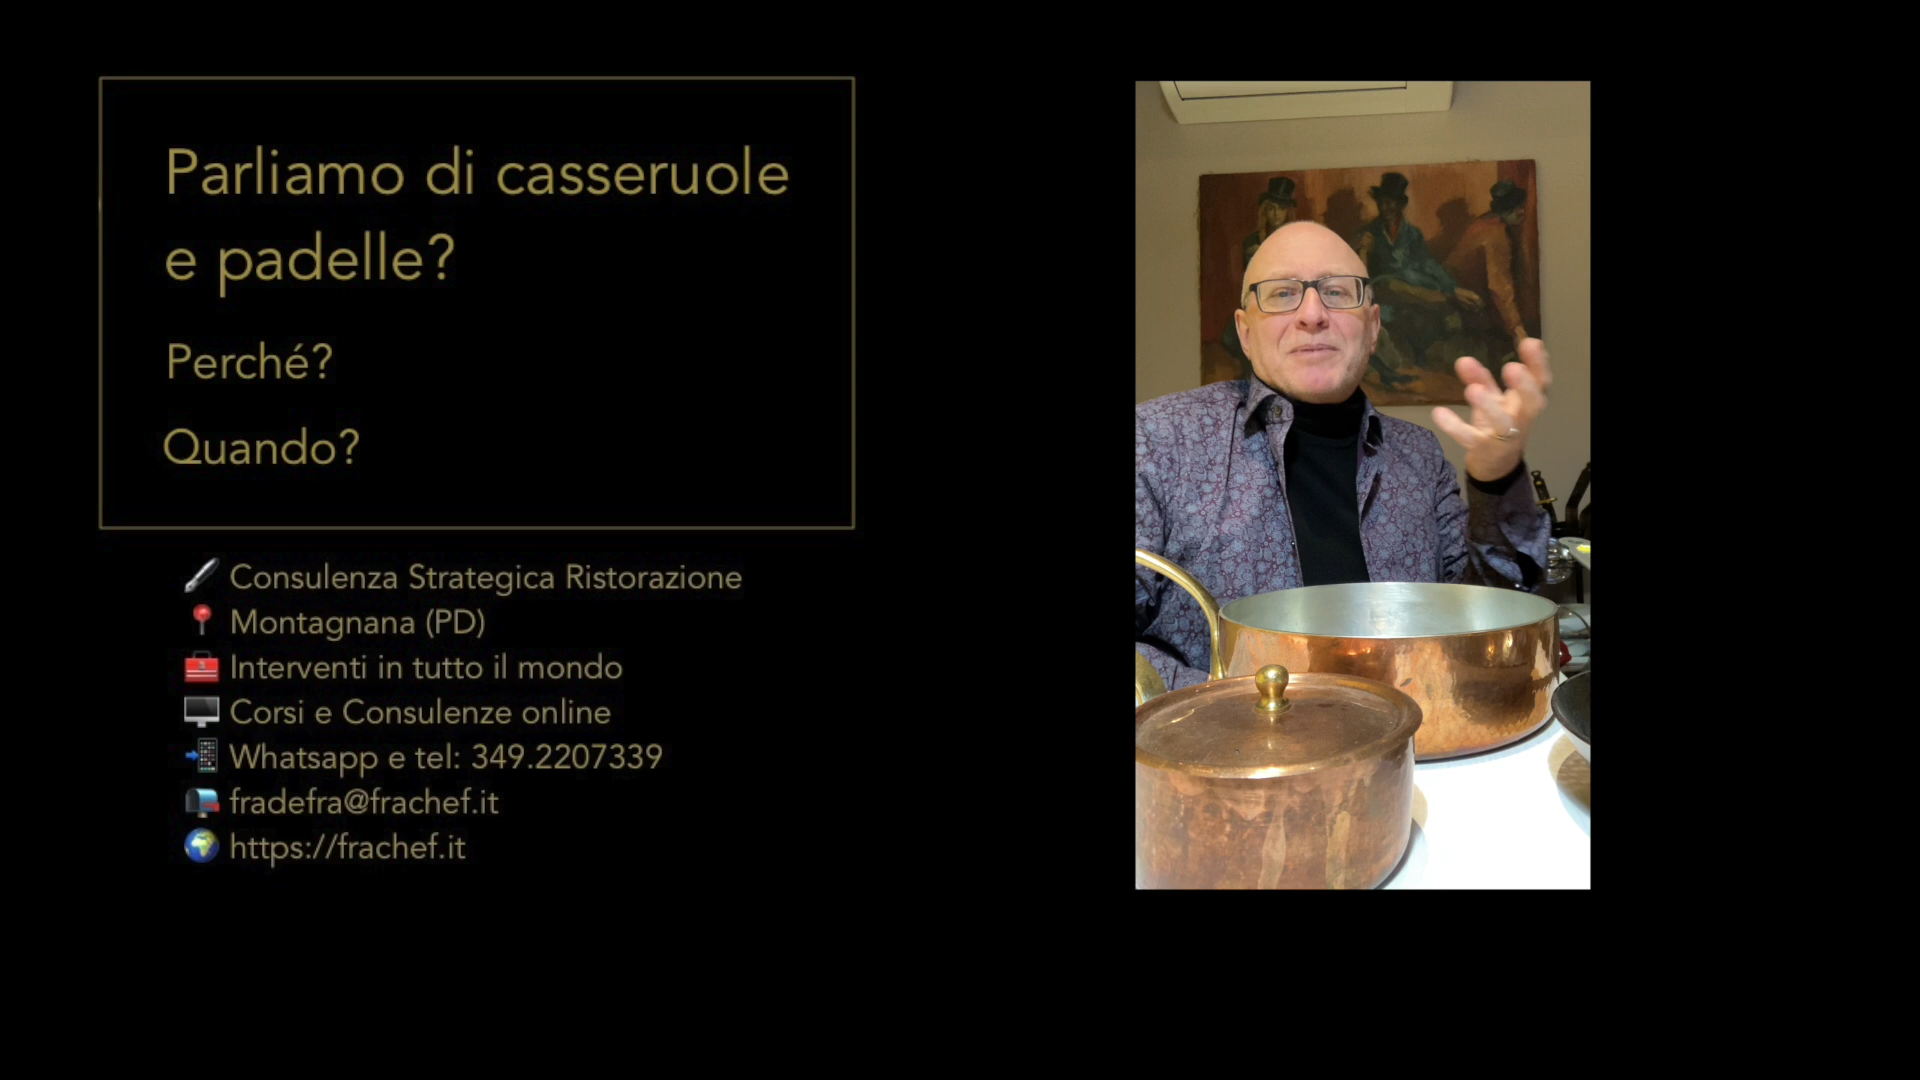 Parliamo di casseruole
e padelle?
Perché?
Quando?
Consulenza Strategica Ristorazione
Montagnana (PD)
Interventi in tutto il mondo
Corsi e Consulenze online
Whatsapp e tel: 349.2207339
fradefra@frachef.it
https://frachef.it